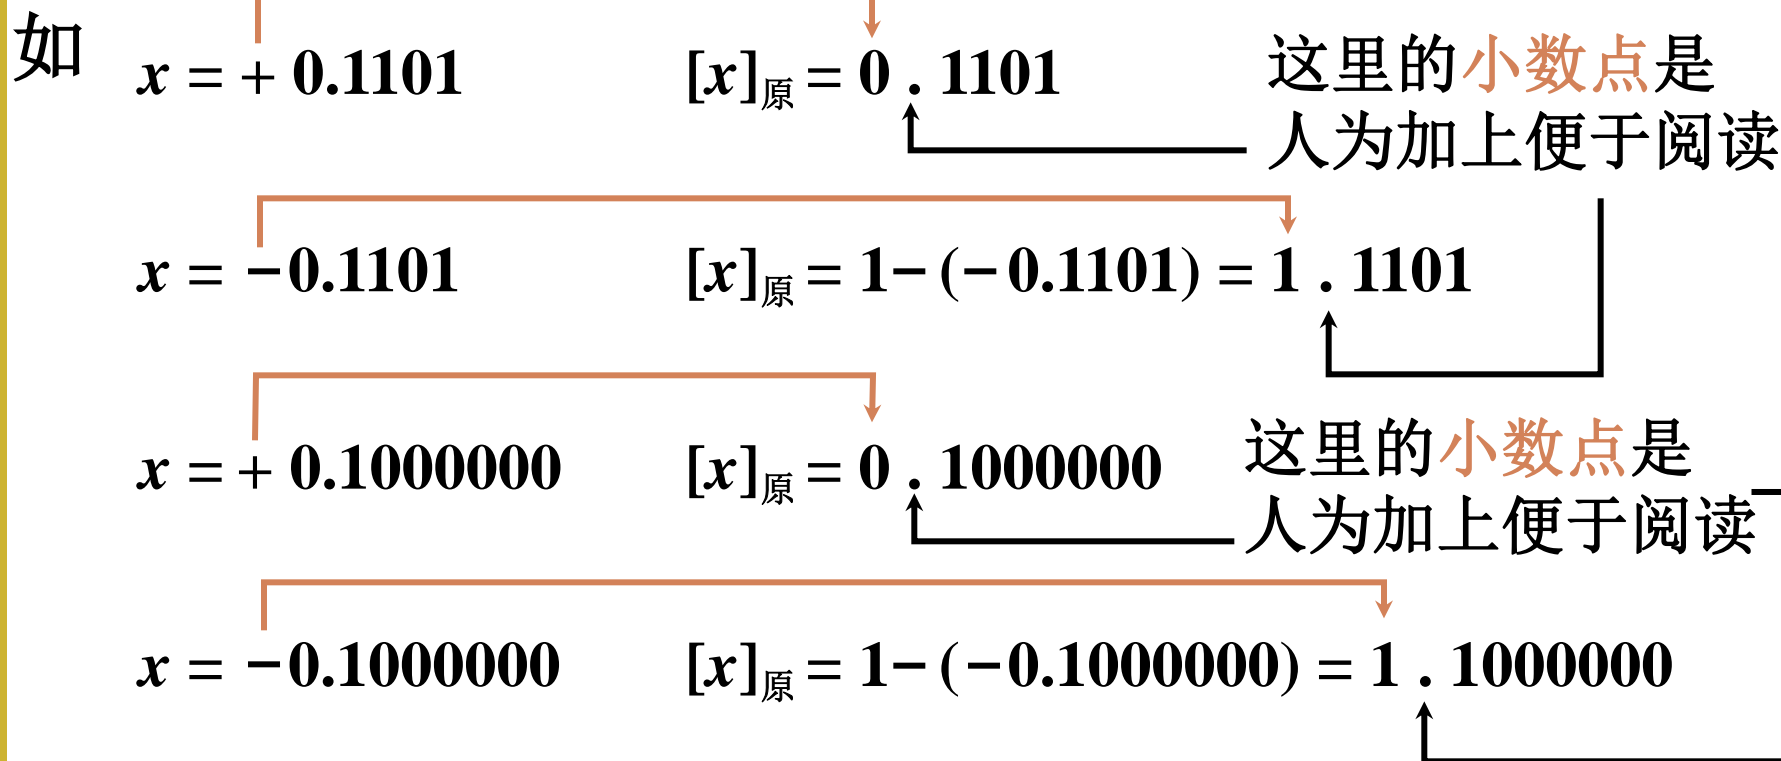 如 x = + 0.1101 [x]原 = 0 . 1101 这里的小数点是
人为加上便于阅读
x = −0.1101 [x]原 = 1− (−0.1101) = 1 . 1101
x = + 0.1000000 [x]原 = 0 . 1000000 这里的小数点是
人为加上便于阅读
x = −0.1000000 [x]原 = 1− (−0.1000000) = 1 . 1000000